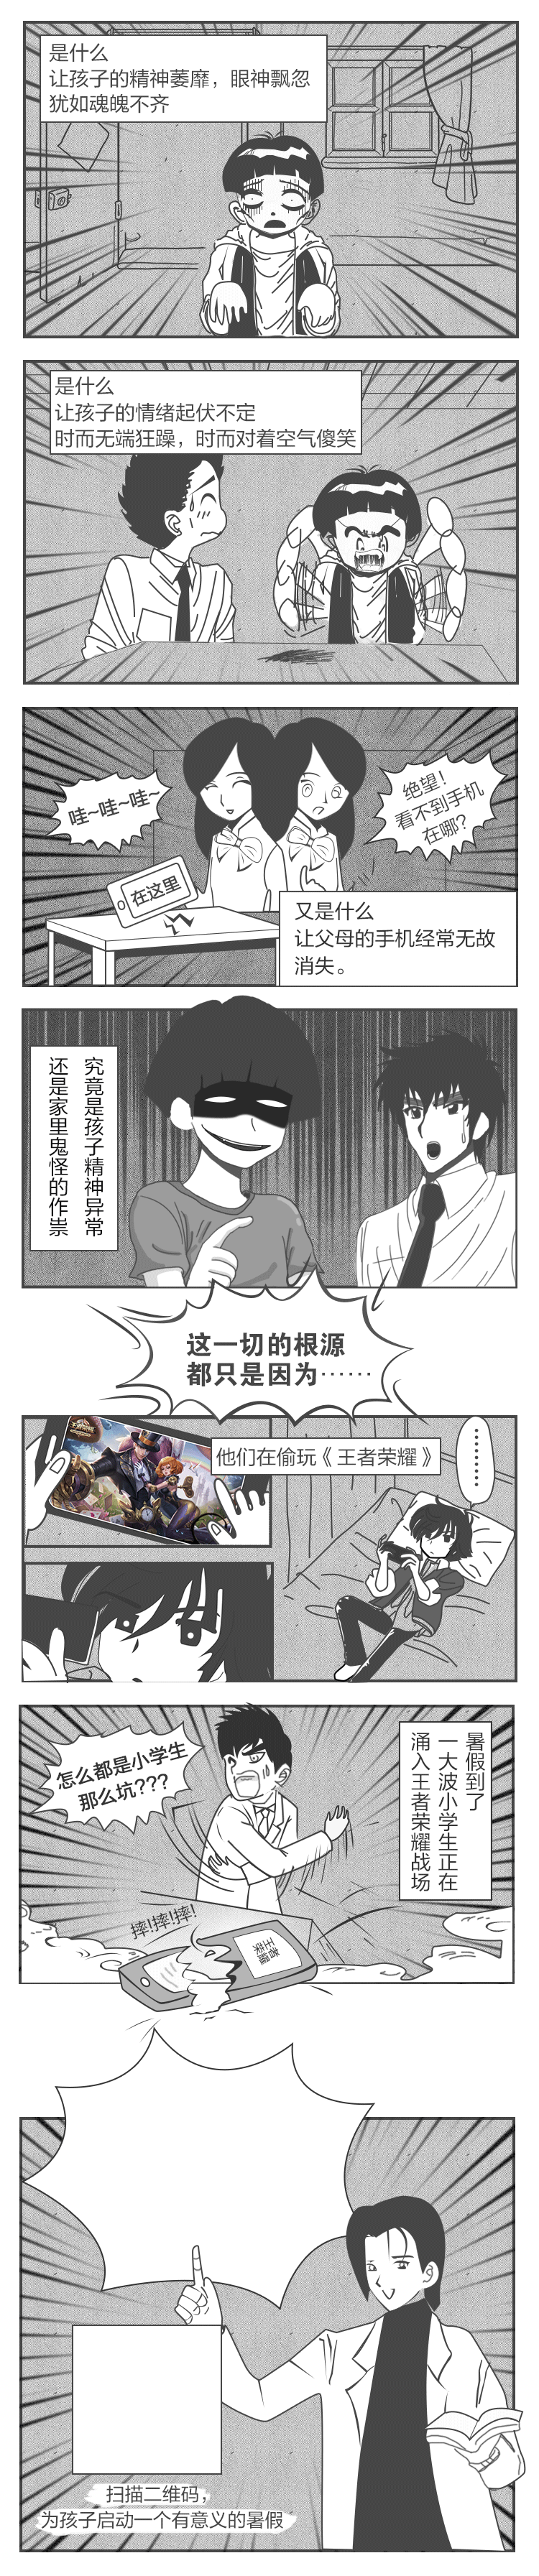 是什么
让孩子的精神萎靡，眼神飘忽
犹如魂魄不齐
是什么
让孩子的情绪起伏不定
时而无端狂躁，时而对着空气傻笑
哇~哇~哇~
绝望！
看不到手机
在哪？
在这里
又是什么
让父母的手机经常无故
消失。
究竟是孩子精神异常
还是家里鬼怪的作祟
这一切的根源
都只是因为……
王者荣耀
他们在偷玩《王者荣耀》
………
暑假到了
一大波小学生正在
涌入王者荣耀战场
怎么都是小学生
那么坑???
摔!摔!摔!
王者
荣耀
扫描二维码，
为孩子启动一个有意义的暑假